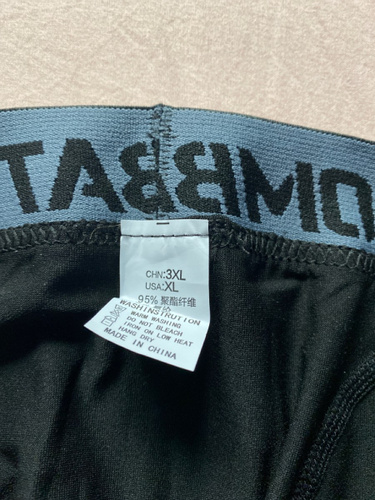 TABBMO
CHN:3XL
USA:XL
95% 聚酯纤维
WASHINSTRUTION
WARM WASHING
DO NOT BLEACH
IRON ON LOW HEAT
HANG DRY
MADE IN CHINA